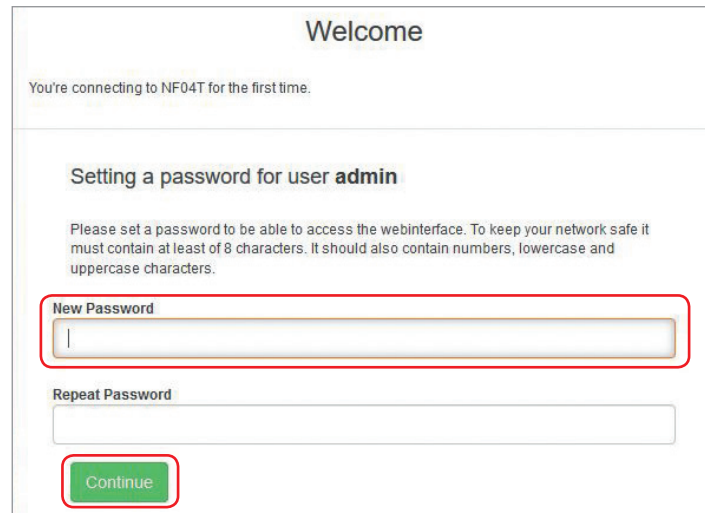 Welcome
You're connecting to NF04T for the first time.
Setting a password for user admin
Please set a password to be able to access the webinterface. To keep your network safe it
must contain at least of 8 characters. It should also contain numbers, lowercase and
uppercase characters.
New Password
Repeat Password
Continue